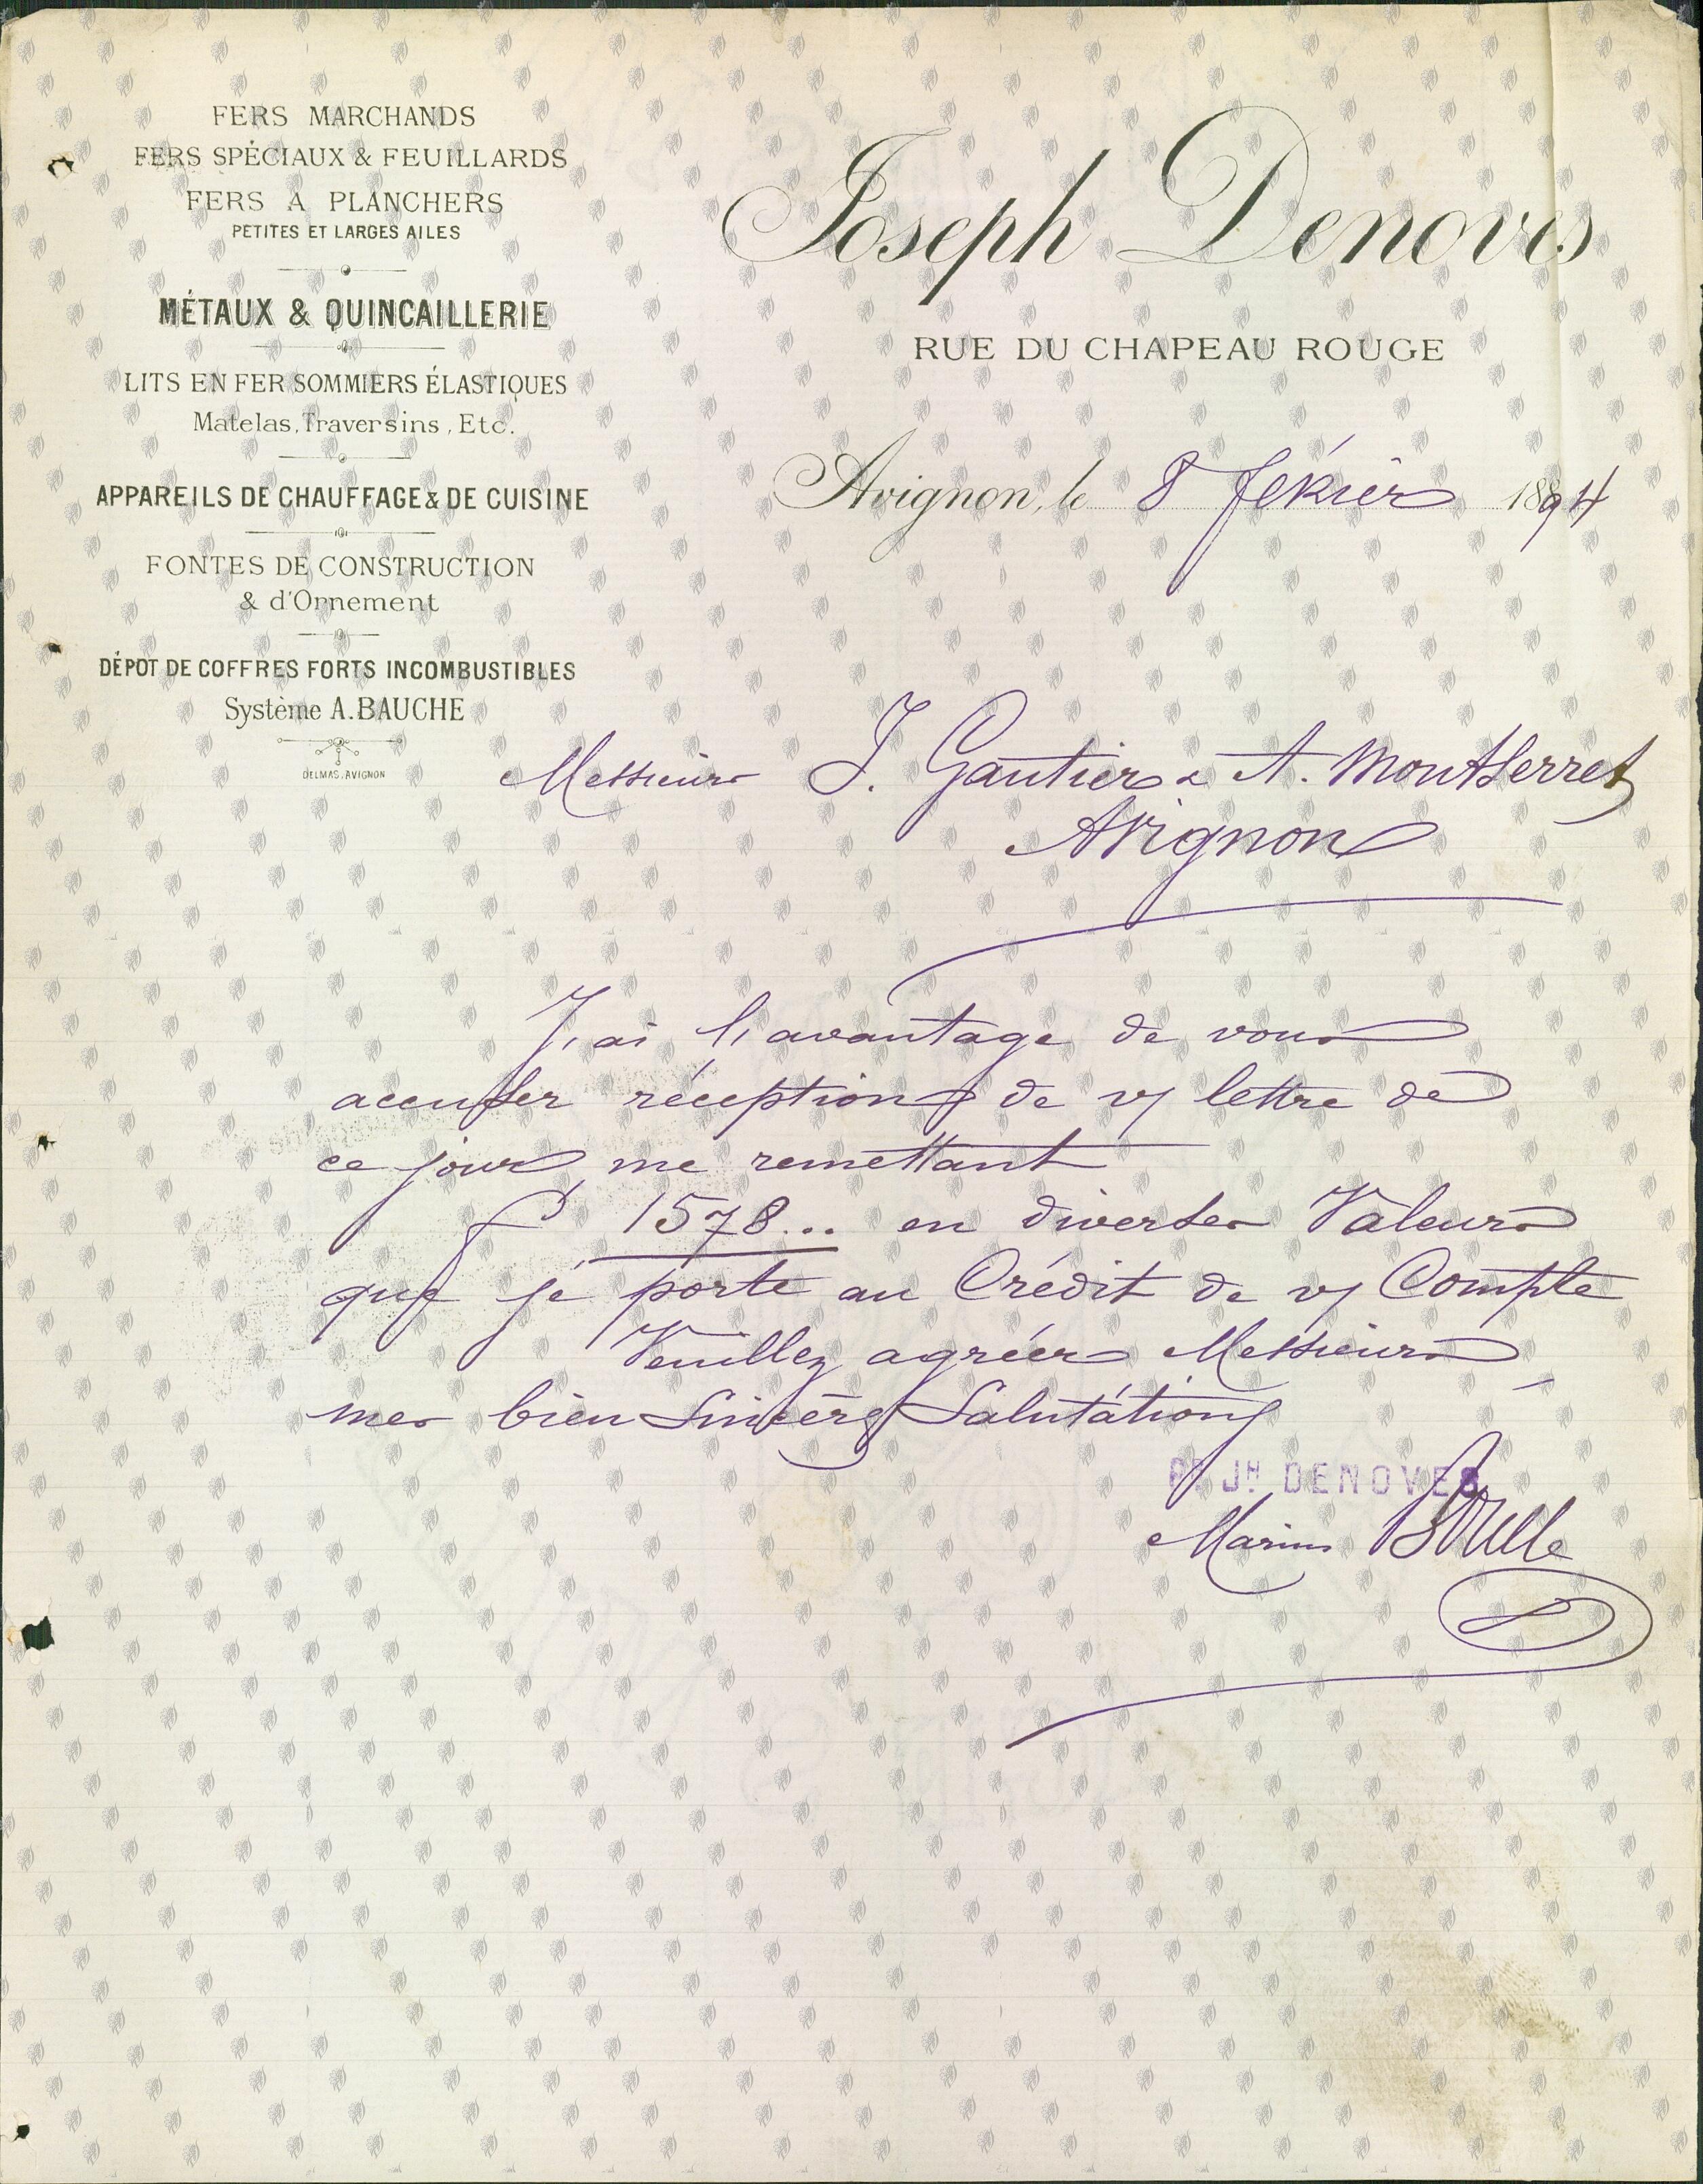 FERS MARCHANDS
FERS SPÉCIAUX & FEUILLARDS
FERS A PLANCHERS
PETITES ET LARGES AILES
MÉTAUX & QUINCAILLERIE
LITS EN FER SOMMIERS ÉLASTIQUES
Matelas, Traversins, Etc.
APPAREILS DE CHAUFFAGE & DE CUISINE
FONTES DE CONSTRUCTION
& d'Ornement
DÉPOT DE COFFRES FORTS INCOMBUSTIBLES
Système A. BAUCHE
DELMAS. AVIGNON
Joseph Denoves
RUE DU CHAPEAU ROUGE
Avignon, le 8 février 1894
Messieurs J. Gautier & A. Montserret
Avignon
J'ai l'avantage de vous
accuser réception de v/ lettre de
ce jour me remettant
f 1578.. en diverses Valeurs
que je porte au Crédit de v/ Compte
Veuillez agréer Messieurs
mes bien Sincères Salutations
Pr JH DENOVES
Marius